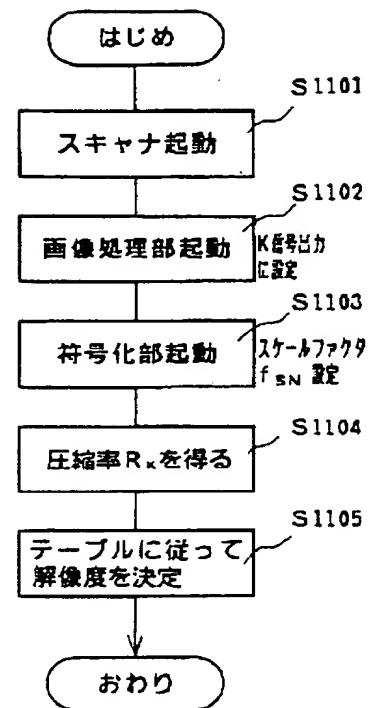 はじめ
S1101
スキャナ起動
S1102
画像処理部起動
K信号出力
に設定
S1103
符号化部起動
スケールファクタ
fSN 設定
S1104
圧縮率RKを得る
S1105
テーブルに従って
解像度を決定
おわり